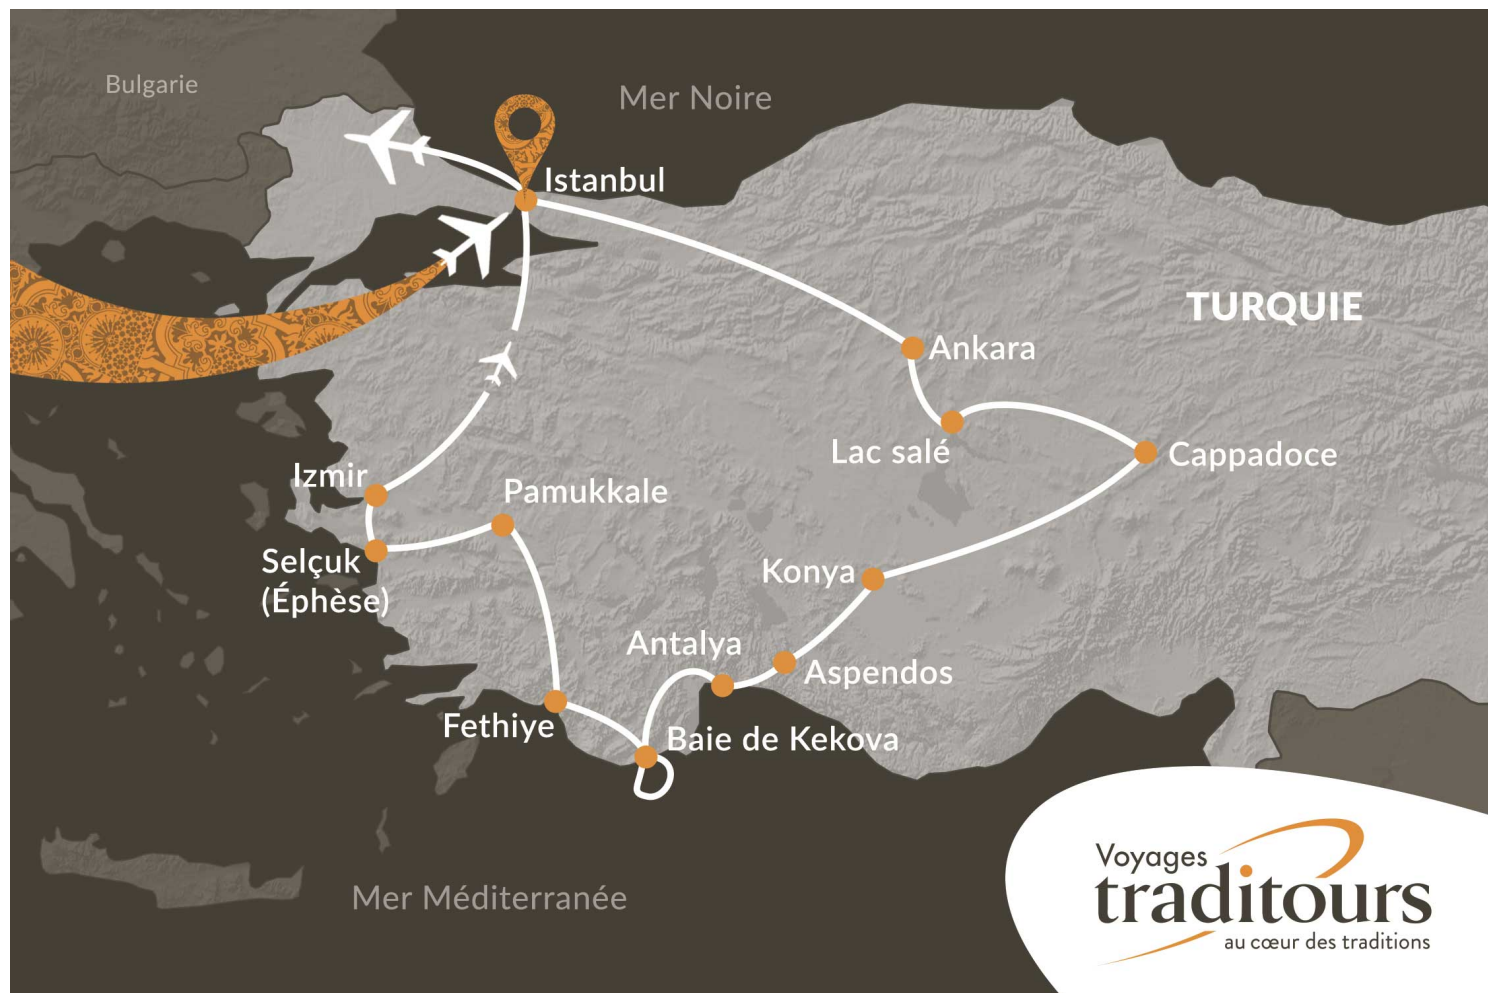 Bulgarie
Mer Noire
Istanbul
TURQUIE
Ankara
Lac salé
Cappadoce
Izmir
Pamukkale
Selçuk
(Éphèse)
Konya
Antalya
Aspendos
Fethiye
Baie de Kekova
Mer Méditerranée
Voyages
traditours
au cœur des traditions